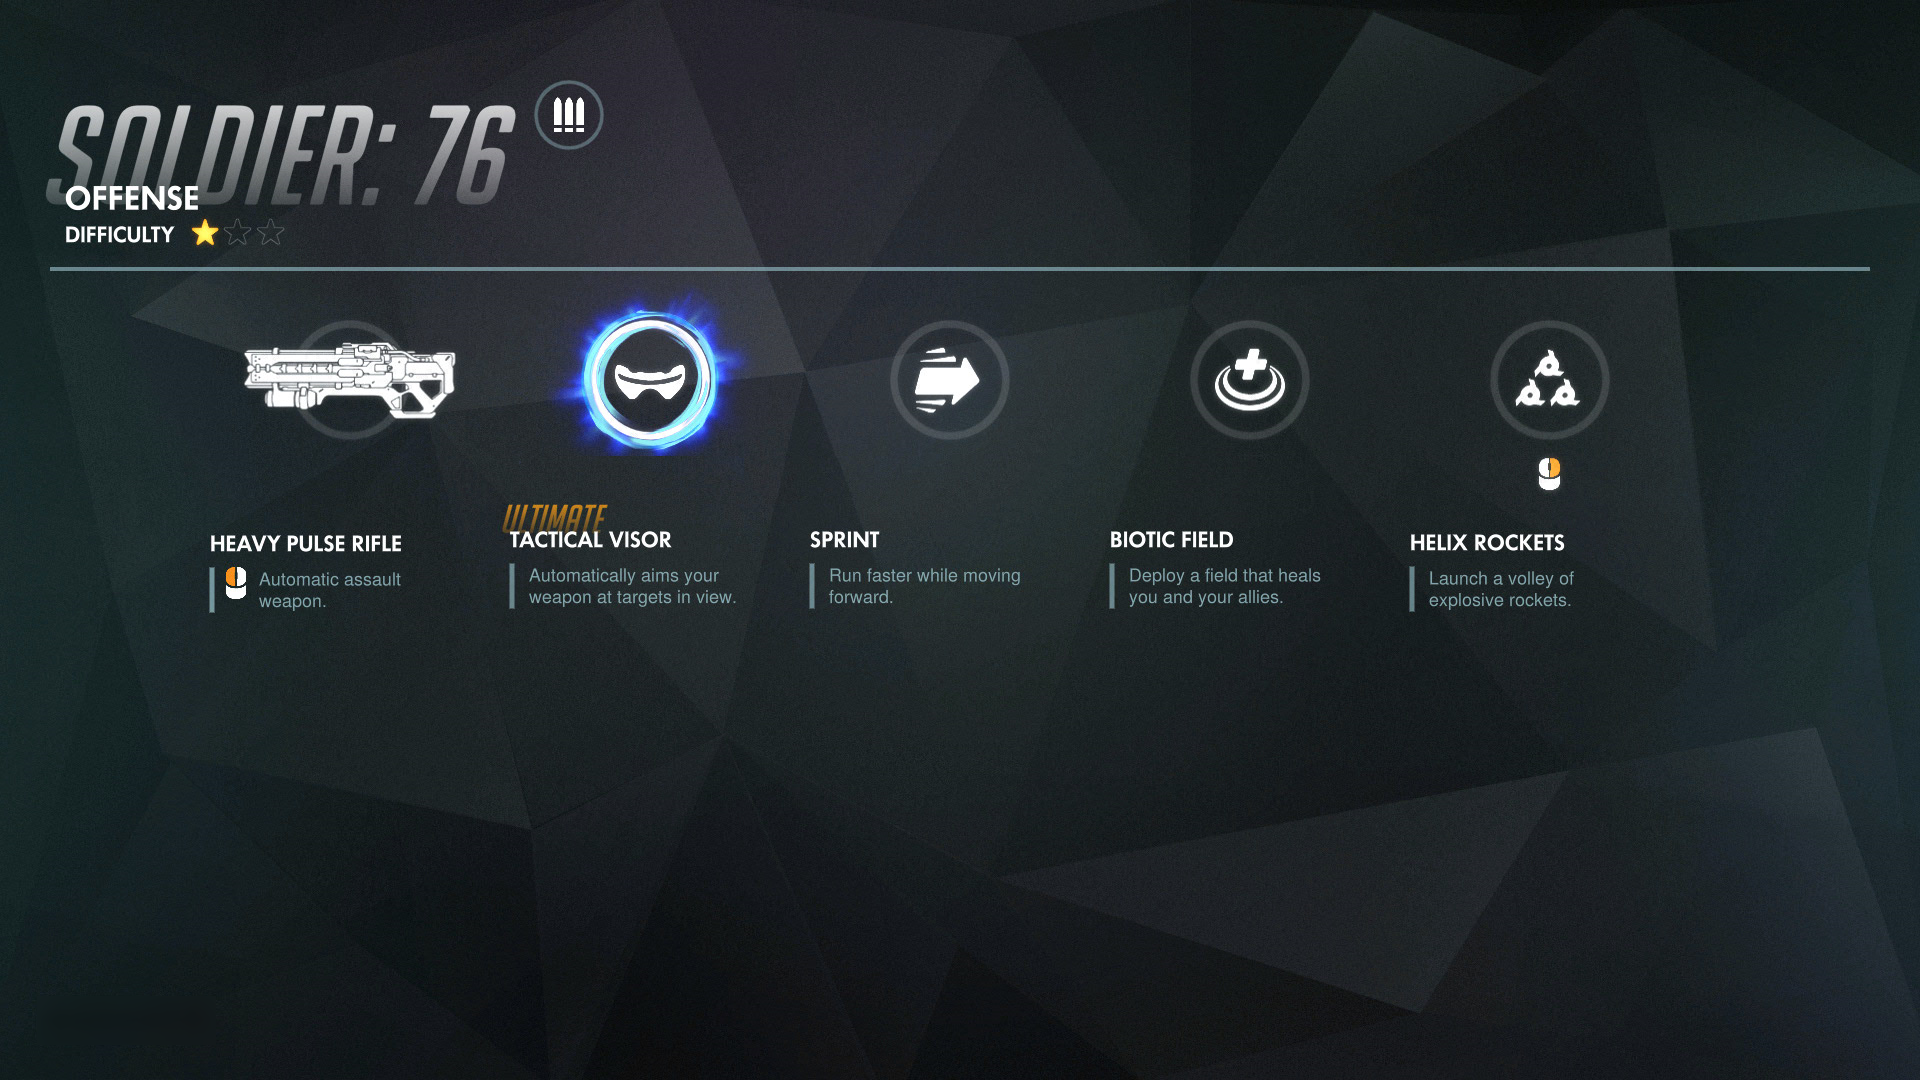 SOLDIER: 76
OFFENSE
DIFFICULTY
HEAVY PULSE RIFLE
Automatic assault
weapon.
ULTIMATE
TACTICAL VISOR
Automatically aims your
weapon at targets in view.
SPRINT
Run faster while moving
forward.
BIOTIC FIELD
Deploy a field that heals
you and your allies.
HELIX ROCKETS
Launch a volley of
explosive rockets.